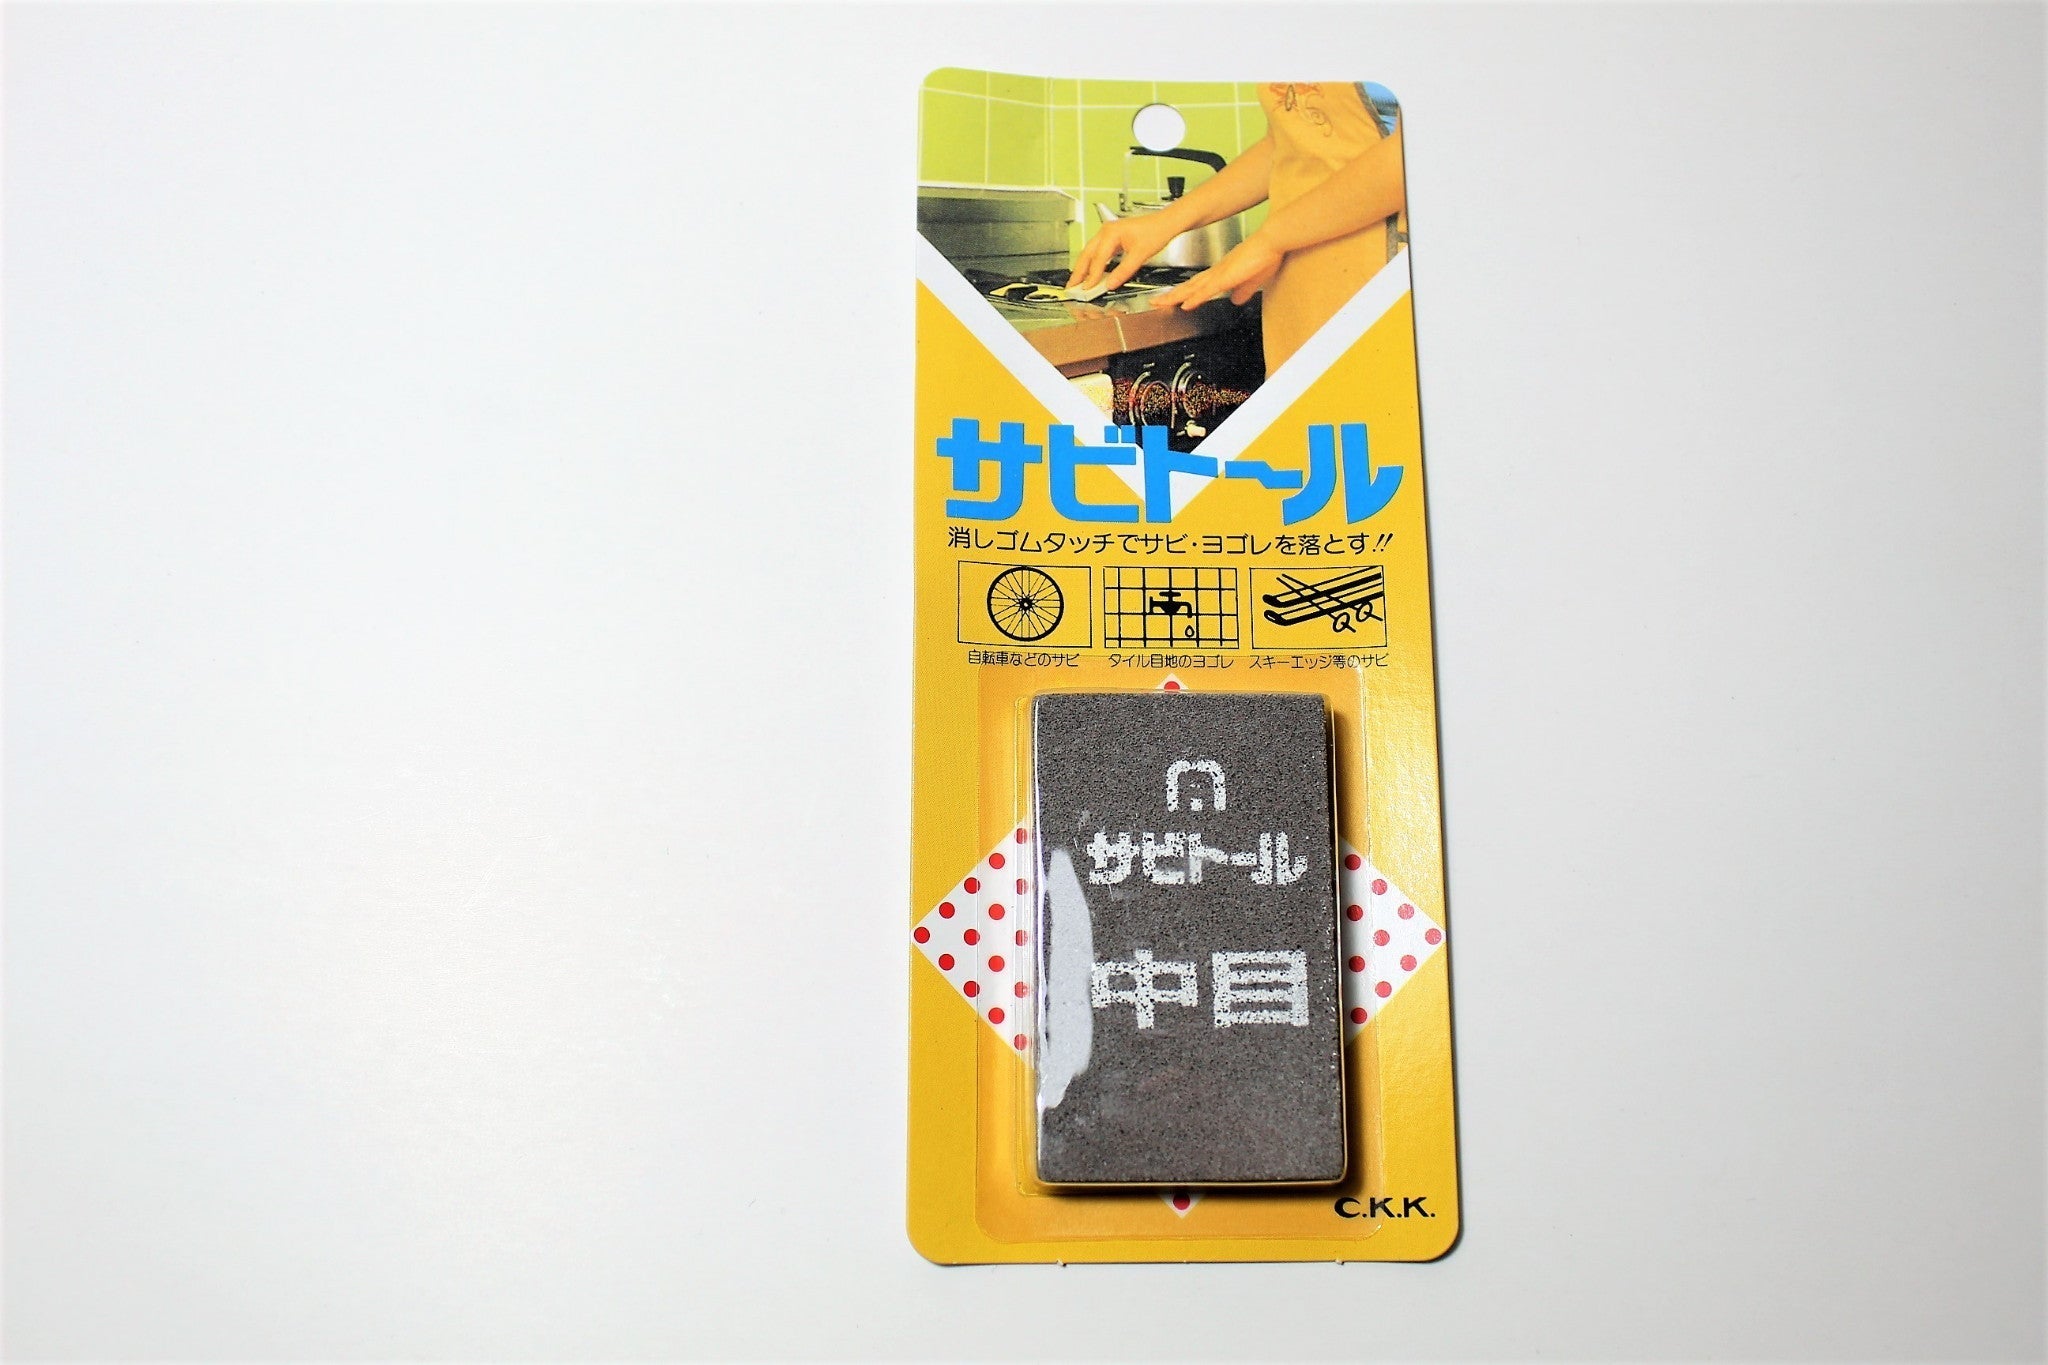 サビトール
消しゴムタッチでサビ・ヨゴレを落とす!!
自転車などのサビ
タイル目地のヨゴレ
スキーエッジ等のサビ
サビトール
中目
C.K.K.